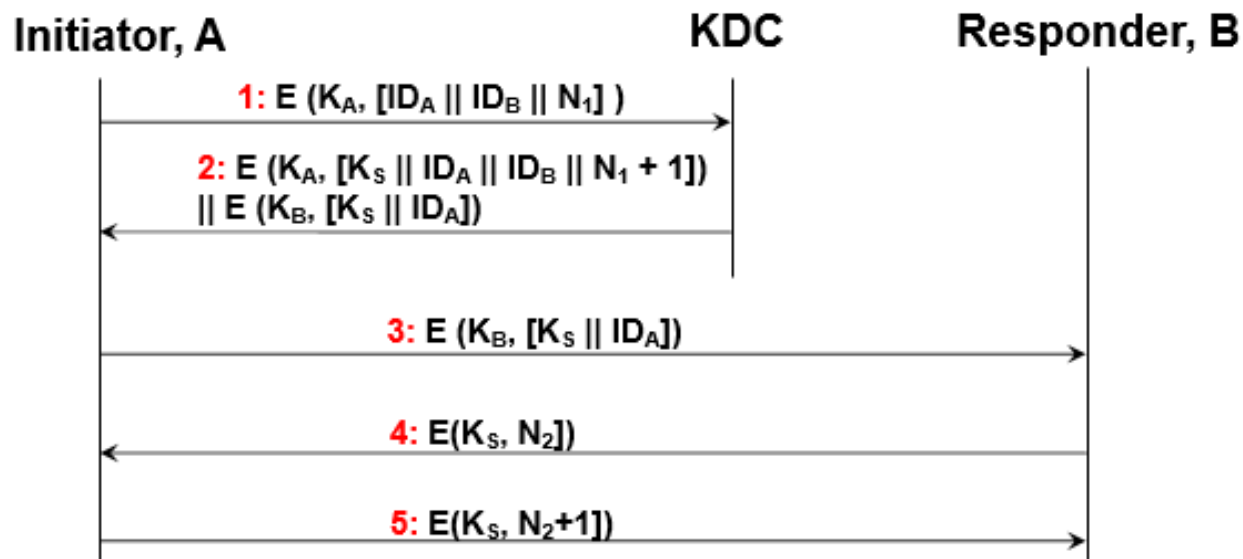 Initiator, A
KDC
Responder, B
1: E (KA, [IDA || IDB || N1] )
2: E (KA, [KS || IDA || IDB || N1 + 1])
|| E (KB, [KS || IDA])
3: E (KB, [KS || IDA])
4: E(KS, N2])
5: E(KS, N2+1])